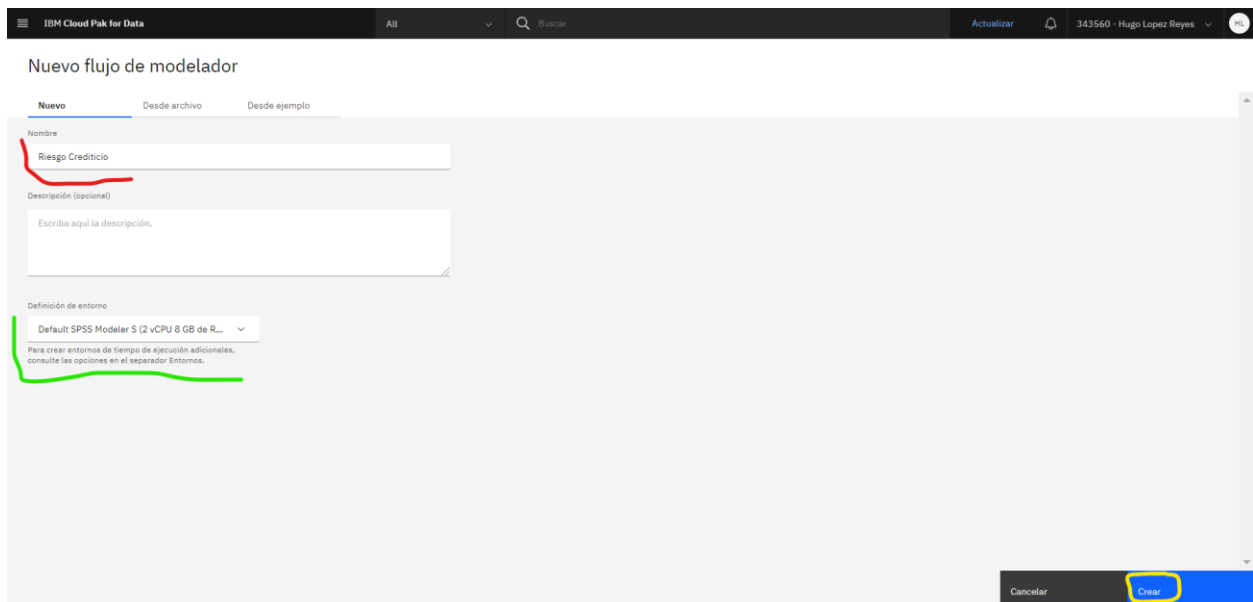 IBM Cloud Pak for Data
All
Buscar
Actualizar
343560 - Hugo Lopez Reyes
HL
Nuevo flujo de modelador
Nuevo
Desde archivo
Desde ejemplo
Nombre
Riesgo Crediticio
Descripción (opcional)
Escriba aquí la descripción.
Definición de entorno
Default SPSS Modeler S (2 vCPU 8 GB de R...
Para crear entornos de tiempo de ejecución adicionales,
consulte las opciones en el separador Entornos.
Cancelar
Crear